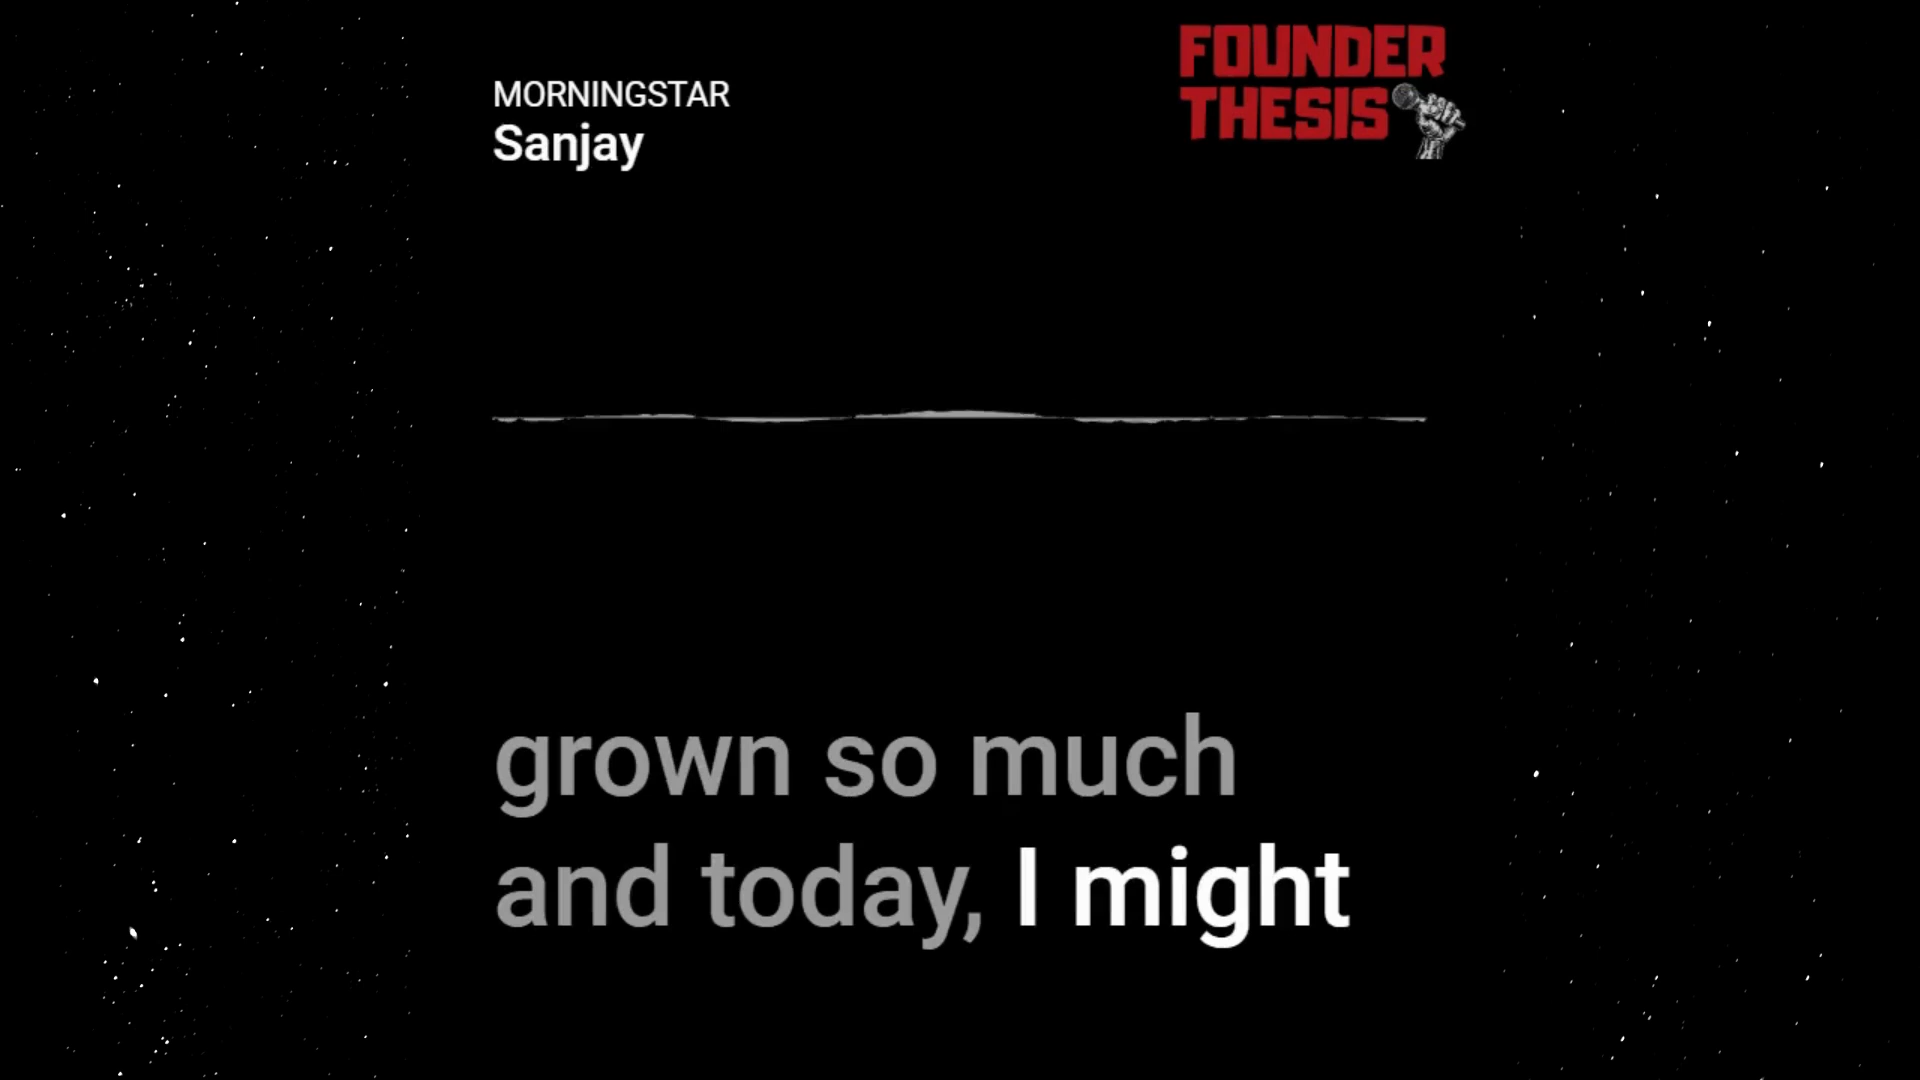 MORNINGSTAR
Sanjay
FOUNDER
THESIS
grown so much
and today, I might